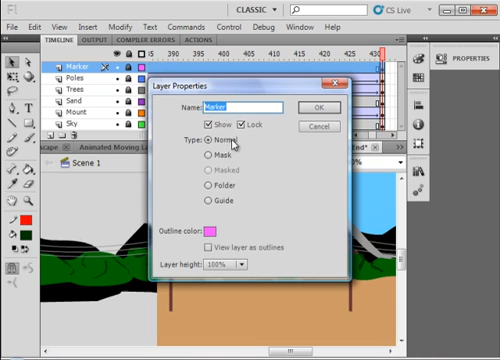 Fl
CLASSIC
CS Live
File Edit View Insert Modify Text Commands Control Debug Window Help
TIMELINE OUTPUT COMPILER ERRORS ACTIONS
385 390 395 400 405 410 415 420 425 430
Marker
Poles
Trees
Sand
Mount
Sky
PROPERTIES
Layer Properties
Name: Marker
OK
Show Lock
Cancel
Type: Normal
Mask
Masked
Folder
Guide
Outline color:
View layer as outlines
Layer height: 100%
Scene 1